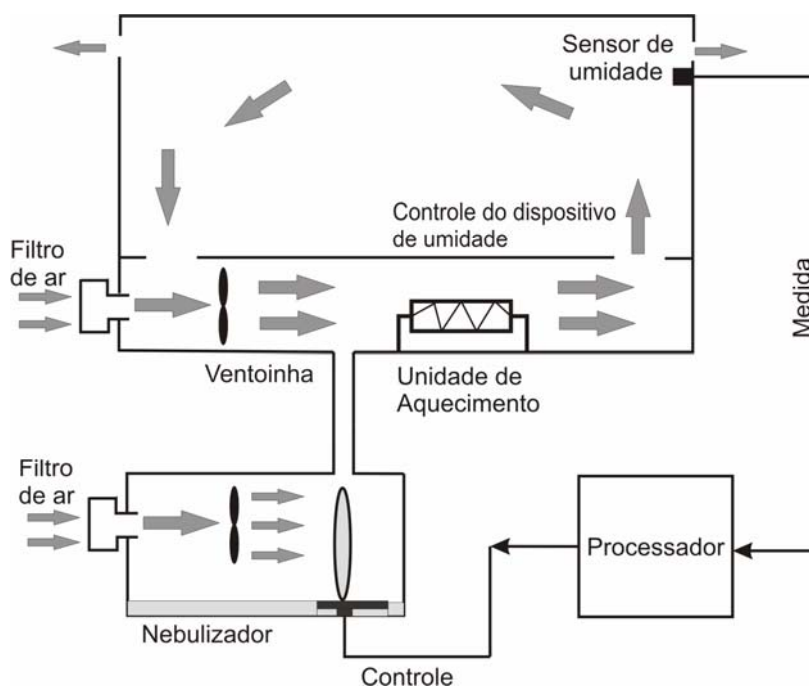 Sensor de
umidade
Controle do dispositivo
de umidade
Filtro
de ar
Medida
Ventoinha
Unidade de
Aquecimento
Filtro
de ar
Processador
Nebulizador
Controle